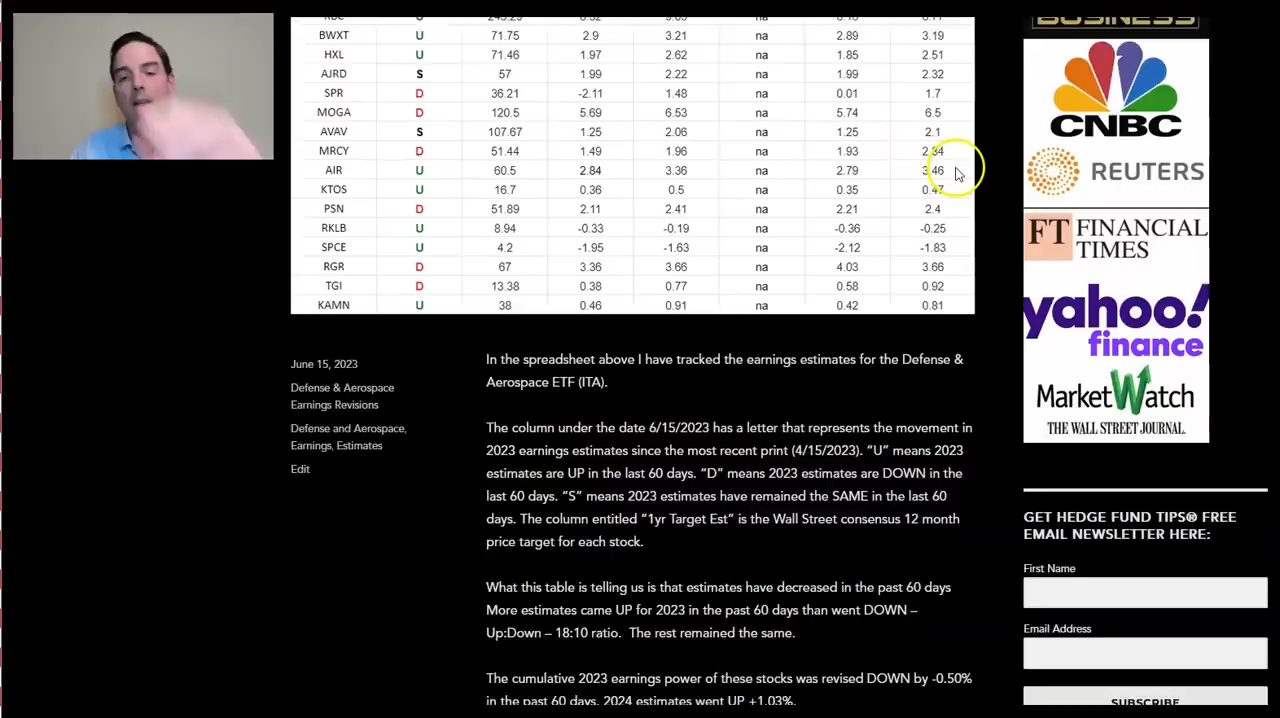 BWXT U 71.75 2.9 3.21 na 2.89 3.19
HXL U 71.46 1.97 2.62 na 1.85 2.51
AJRD S 57 1.99 2.22 na 1.99 2.32
SPR D 36.21 -2.11 1.48 na 0.01 1.7
MOGA D 120.5 5.69 6.53 na 5.74 6.5
AVAV S 107.67 1.25 2.06 na 1.25 2.1
MRCY D 51.44 1.49 1.96 na 1.93 2.34
AIR U 60.5 2.84 3.36 na 2.79 3.46
KTOS U 16.7 0.36 0.5 na 0.35 0.47
PSN D 51.89 2.11 2.41 na 2.21 2.4
RKLB U 8.94 -0.33 -0.19 na -0.36 -0.25
SPCE U 4.2 -1.95 -1.63 na -2.12 -1.83
RGR D 67 3.36 3.66 na 4.03 3.66
TGI D 13.38 0.38 0.77 na 0.58 0.92
KAMN U 38 0.46 0.91 na 0.42 0.81
June 15, 2023
Defense & Aerospace
Earnings Revisions
Defense and Aerospace,
Earnings, Estimates
Edit
In the spreadsheet above I have tracked the earnings estimates for the Defense &
Aerospace ETF (ITA).
The column under the date 6/15/2023 has a letter that represents the movement in
2023 earnings estimates since the most recent print (4/15/2023). “U” means 2023
estimates are UP in the last 60 days. “D” means 2023 estimates are DOWN in the
last 60 days. “S” means 2023 estimates have remained the SAME in the last 60
days. The column entitled “1yr Target Est” is the Wall Street consensus 12 month
price target for each stock.
What this table is telling us is that estimates have decreased in the past 60 days
More estimates came UP for 2023 in the past 60 days than went DOWN –
Up:Down – 18:10 ratio.  The rest remained the same.
The cumulative 2023 earnings power of these stocks was revised DOWN by -0.50%
in the past 60 days. 2024 estimates went UP +1.03%.
BUSINESS
CNBC
REUTERS
FT FINANCIAL
TIMES
yahoo!
finance
MarketWatch
THE WALL STREET JOURNAL.
GET HEDGE FUND TIPS® FREE
EMAIL NEWSLETTER HERE:
First Name
Email Address
SUBSCRIBE